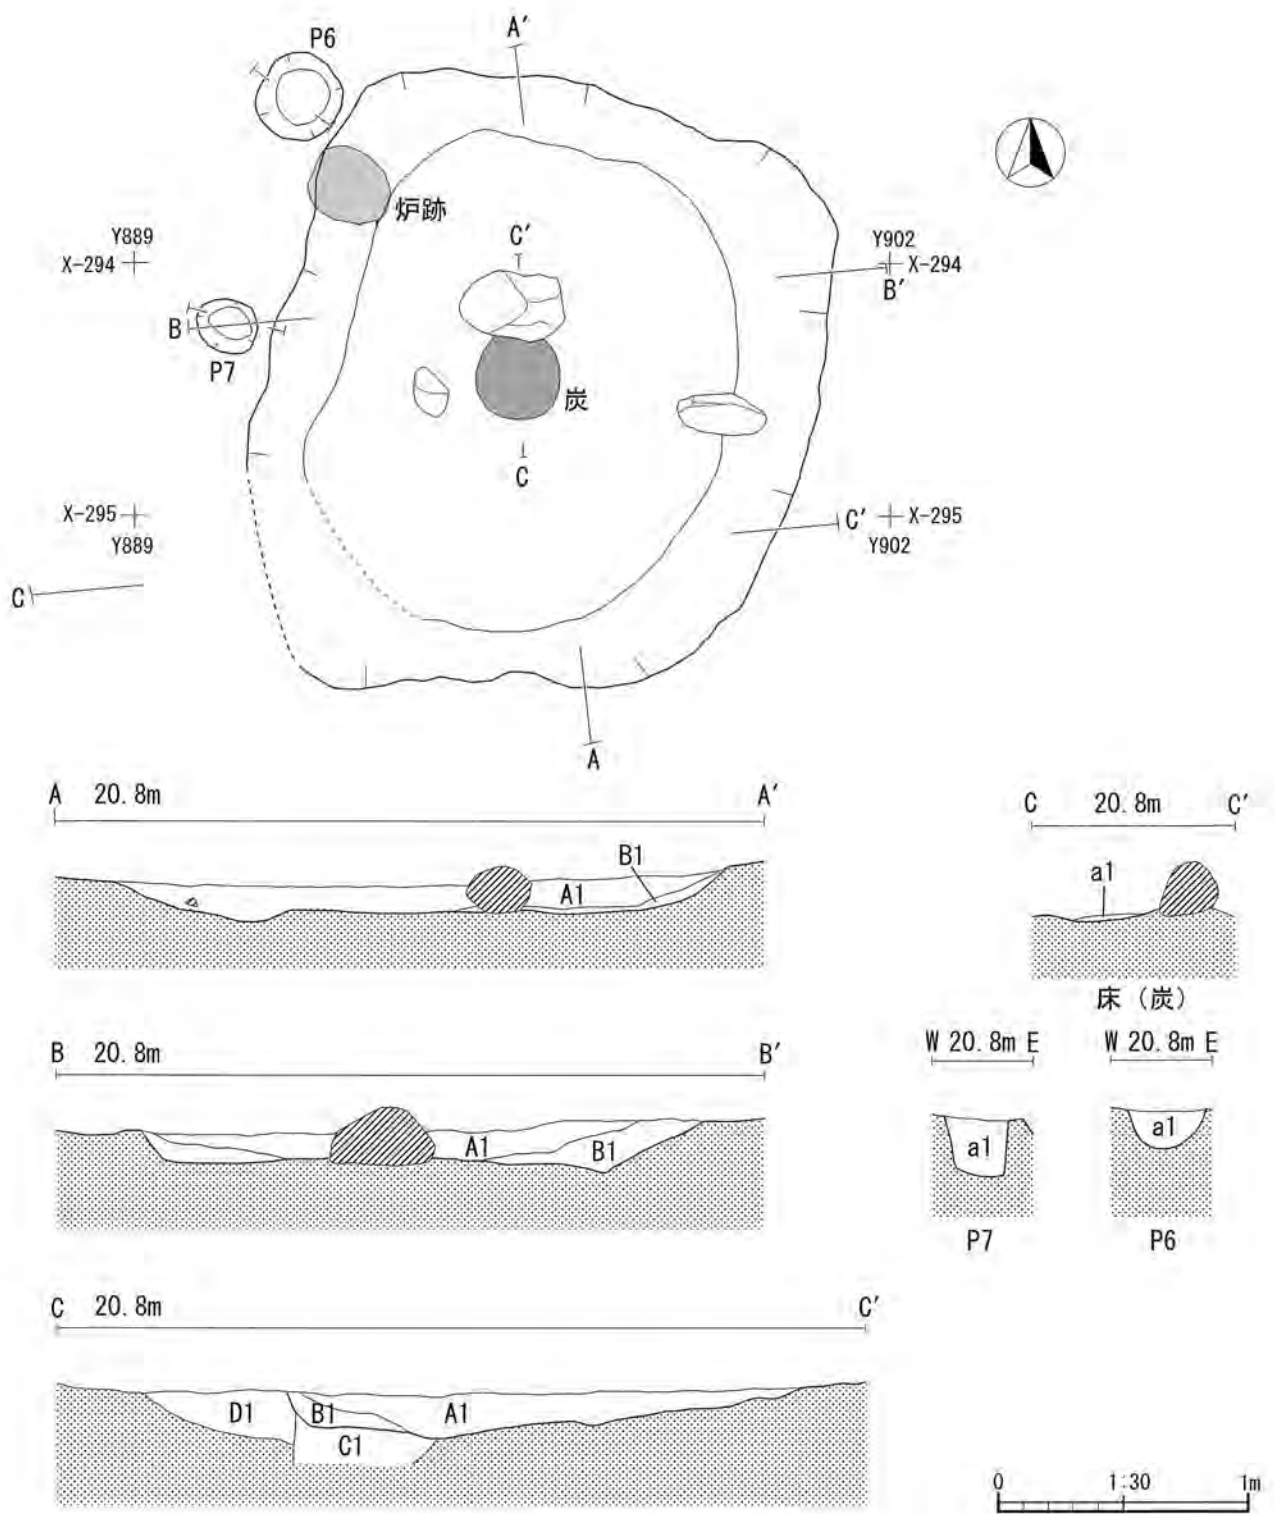 P6
A′
炉跡
C′
Y889
X-294
Y902
X-294
B′
B
P7
炭
C
X-295
Y889
C′
X-295
Y902
C
A
A 20.8m A′
B1
A1
C 20.8m C′
a1
床（炭）
B 20.8m B′
A1
B1
W 20.8m E
a1
P7
W 20.8m E
a1
P6
C 20.8m C′
D1
B1
A1
C1
0 1:30 1m